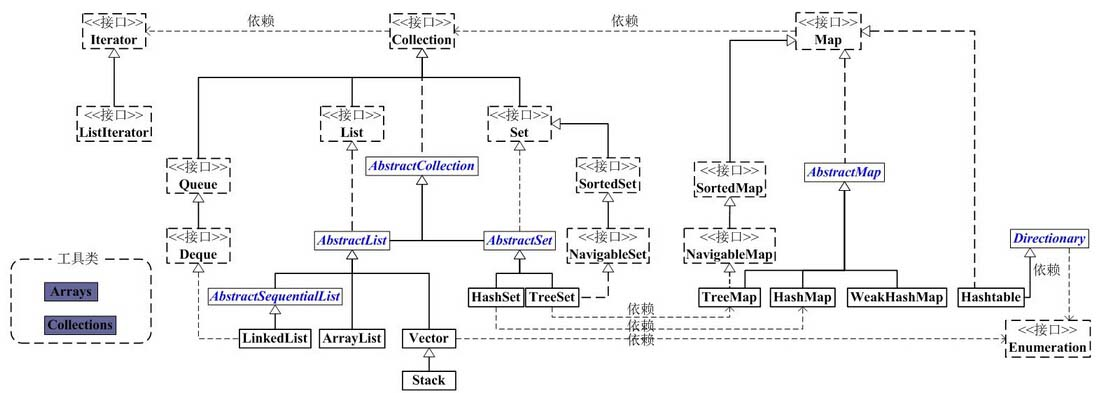 <<接口>>
Iterator
依赖
<<接口>>
Collection
依赖
<<接口>>
Map
<<接口>>
ListIterator
<<接口>>
List
<<接口>>
Set
<<接口>>
Queue
AbstractCollection
<<接口>>
SortedSet
<<接口>>
SortedMap
AbstractMap
<<接口>>
Deque
AbstractList
AbstractSet
<<接口>>
NavigableSet
<<接口>>
NavigableMap
Directionary
工具类
Arrays
Collections
依赖
AbstractSequentialList
HashSet
TreeSet
TreeMap
HashMap
WeakHashMap
Hashtable
依赖
依赖
依赖
LinkedList
ArrayList
Vector
<<接口>>
Enumeration
Stack